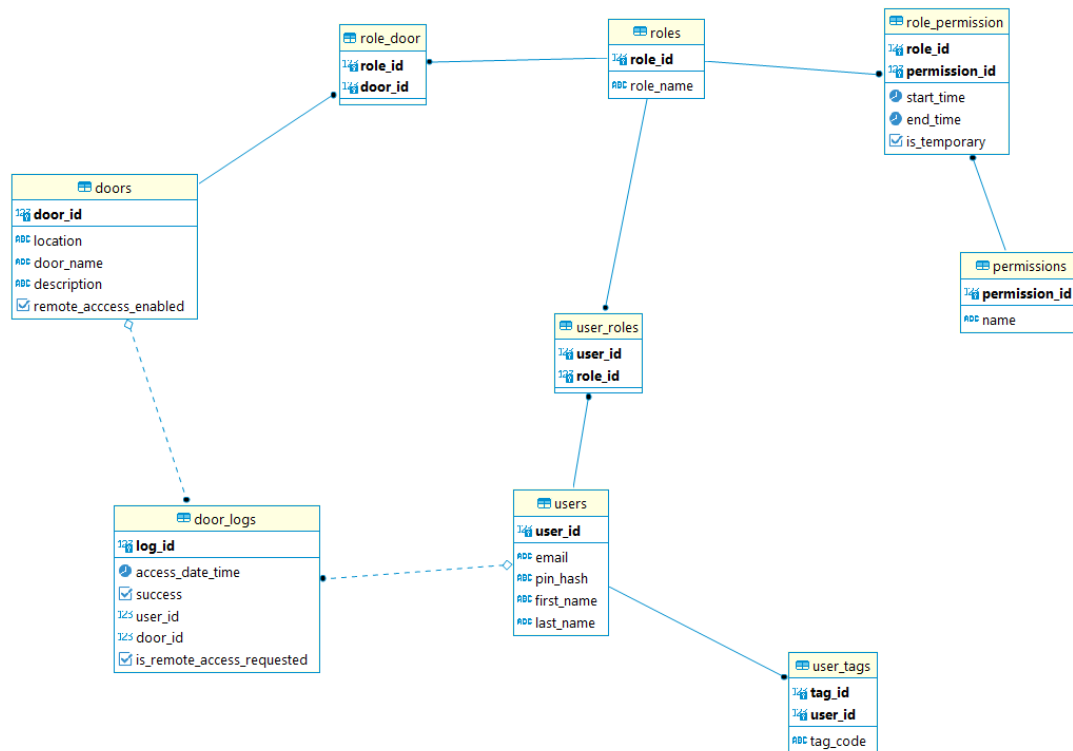 role_door
role_id
door_id
roles
role_id
role_name
role_permission
role_id
permission_id
start_time
end_time
is_temporary
doors
door_id
location
door_name
description
remote_acccess_enabled
permissions
permission_id
name
user_roles
user_id
role_id
door_logs
log_id
access_date_time
success
user_id
door_id
is_remote_access_requested
users
user_id
email
pin_hash
first_name
last_name
user_tags
tag_id
user_id
tag_code